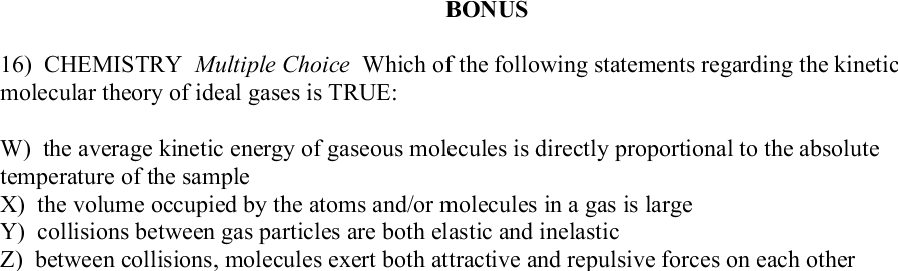 BONUS
16) CHEMISTRY Multiple Choice Which of the following statements regarding the kinetic
molecular theory of ideal gases is TRUE:
W) the average kinetic energy of gaseous molecules is directly proportional to the absolute
temperature of the sample
X) the volume occupied by the atoms and/or molecules in a gas is large
Y) collisions between gas particles are both elastic and inelastic
Z) between collisions, molecules exert both attractive and repulsive forces on each other